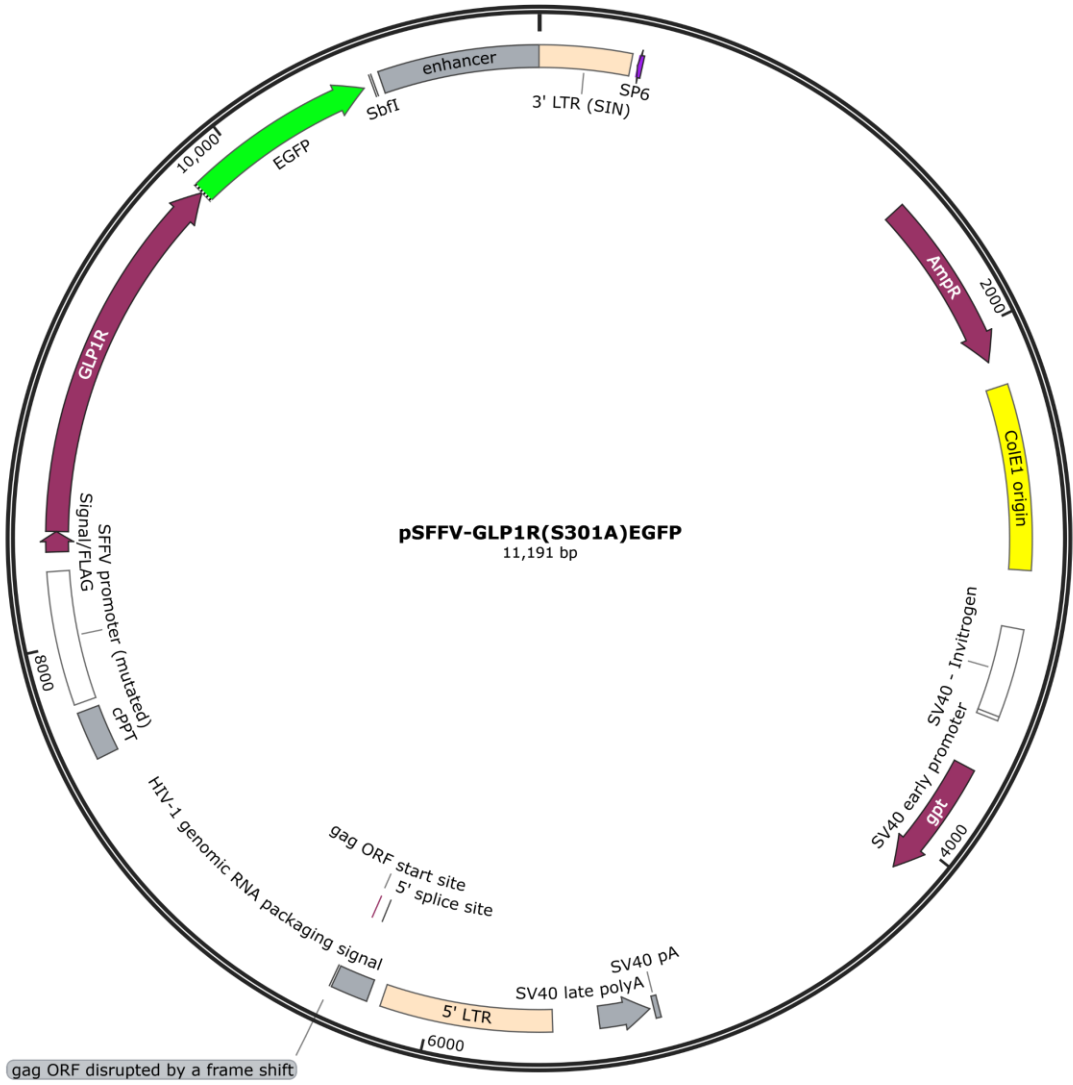 enhancer
3' LTR (SIN)
SP6
SbfI
EGFP
10,000
GLP1R
AmpR
2000
ColE1 origin
Signal/FLAG
SFFV promoter (mutated)
pSFFV-GLP1R(S301A)EGFP
11,191 bp
8000
cPPT
SV40 - Invitrogen
SV40 early promoter
gpt
4000
HIV-1 genomic RNA packaging signal
gag ORF start site
5' splice site
SV40 pA
SV40 late polyA
5' LTR
6000
gag ORF disrupted by a frame shift